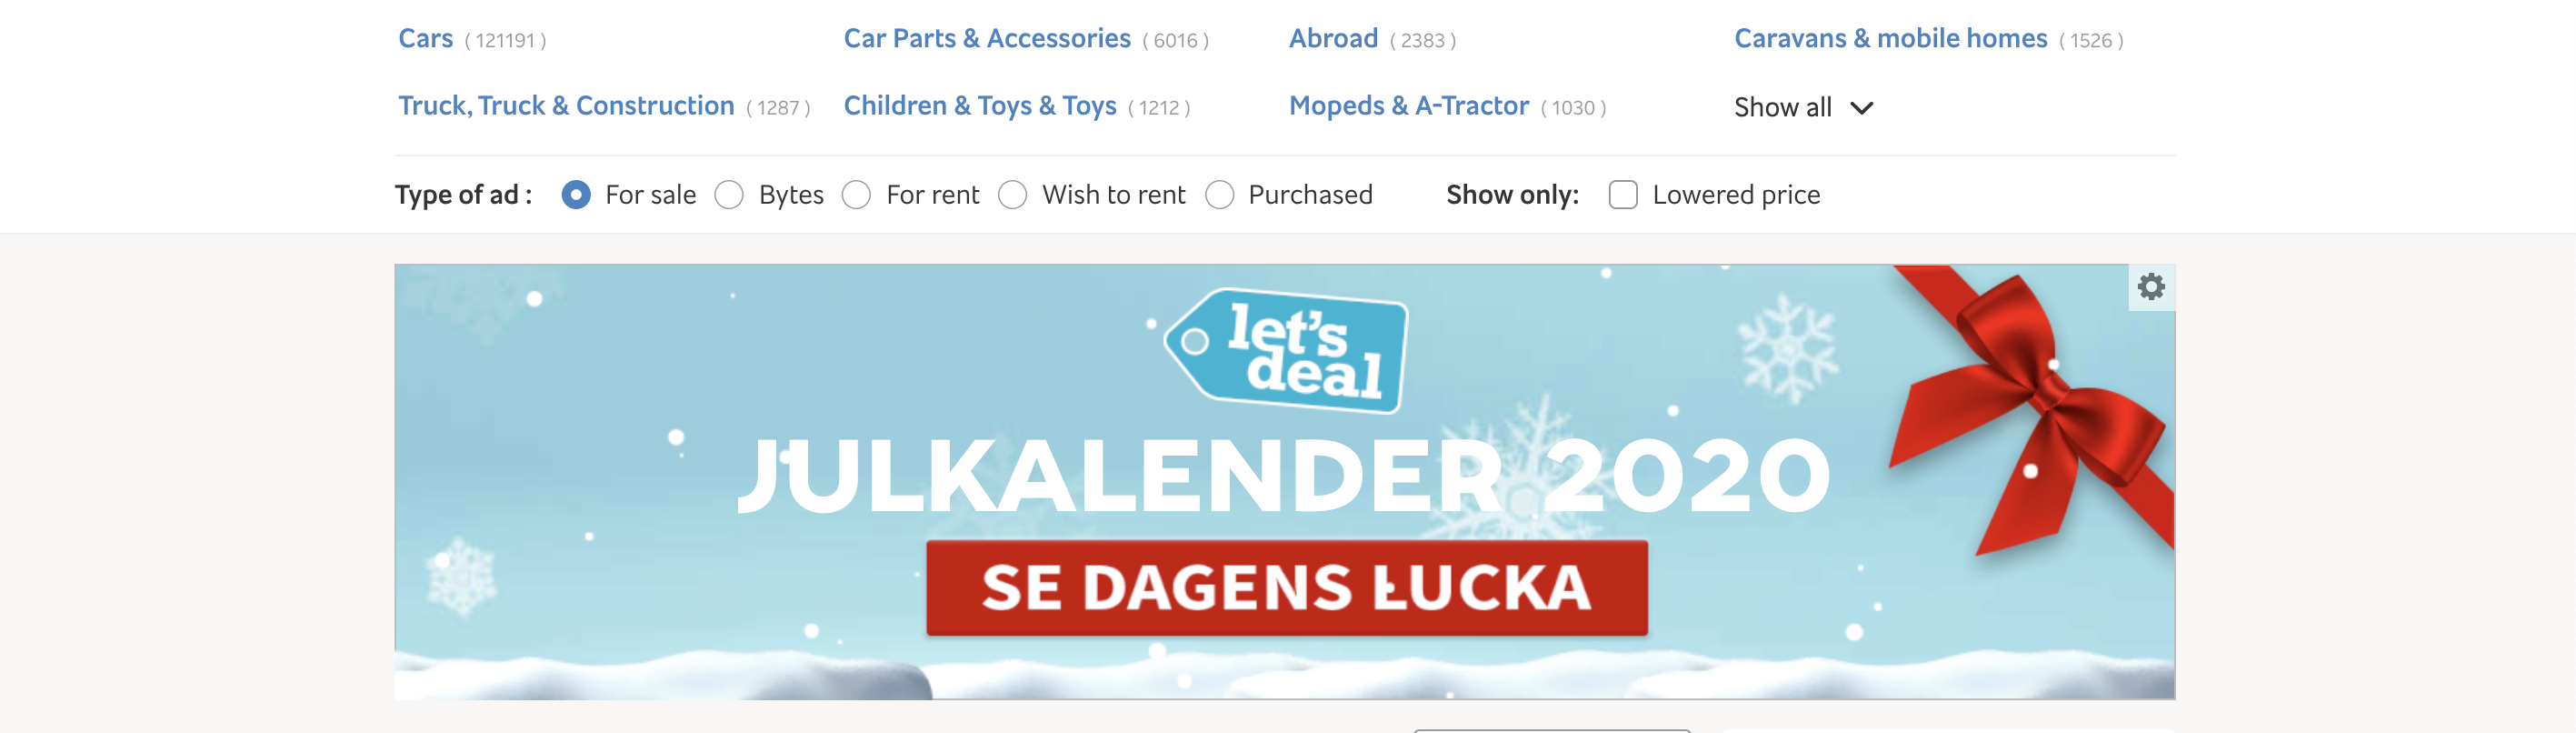 Cars ( 121191 ) Car Parts & Accessories ( 6016 ) Abroad ( 2383 ) Caravans & mobile homes ( 1526 )
Truck, Truck & Construction ( 1287 ) Children & Toys & Toys ( 1212 ) Mopeds & A-Tractor ( 1030 ) Show all
Type of ad : For sale Bytes For rent Wish to rent Purchased Show only: Lowered price
let's
deal
JULKALENDER 2020
SE DAGENS ŁUCKA